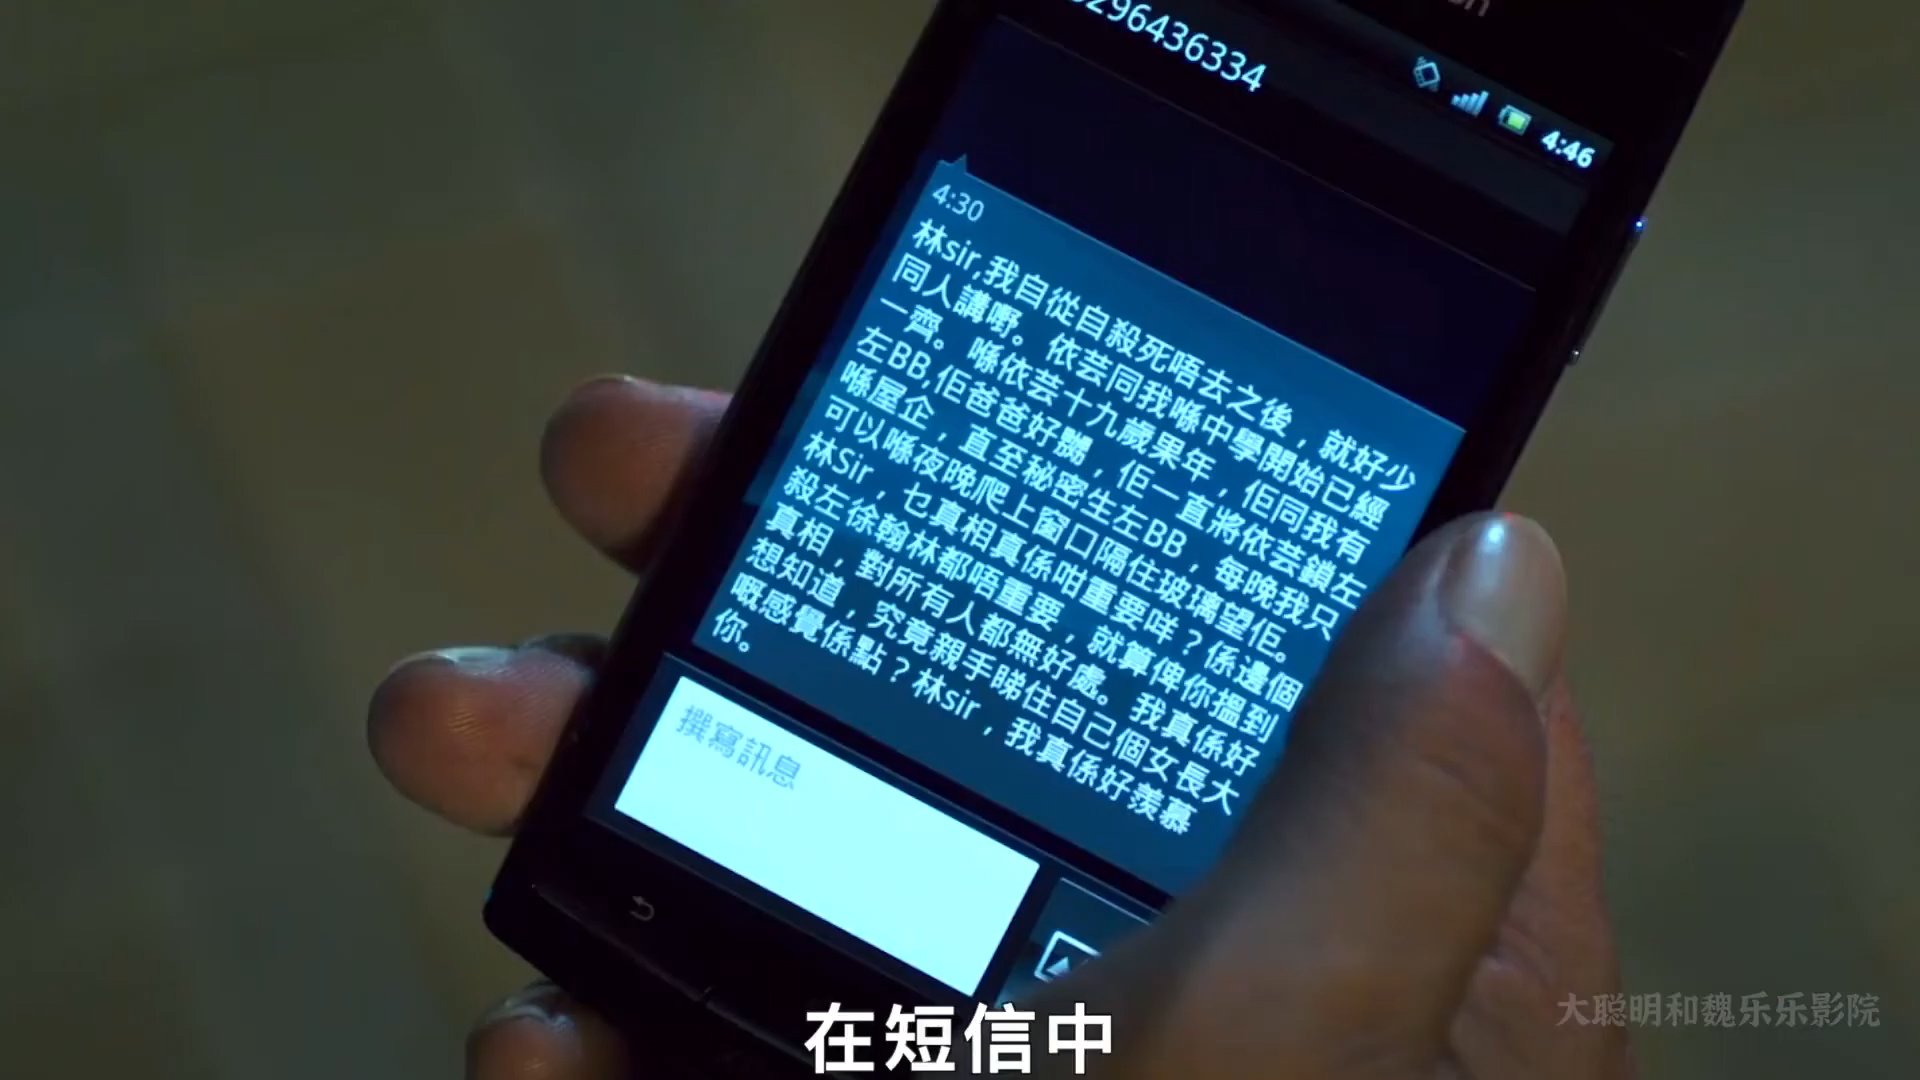 296436334
4:46
4:30
林sir,我自從自殺死唔去之後，就好少
同人講嘢。依芸同我喺中學開始已經
一齊。喺依芸十九歲果年，佢同我有
左BB,佢爸爸好嬲，佢一直將依芸鎖左
喺屋企，直至秘密生左BB，每晚我只
可以喺夜晚爬上窗口隔住玻璃望佢。
林Sir，乜真相真係咁重要咩？係邊個
殺左徐翰林都唔重要，就算俾你搵到
真相，對所有人都無好處。我真係好
想知道，究竟親手睇住自己個女長大
嘅感覺係點？林sir，我真係好羨慕
你。
撰寫訊息
在短信中
大聪明和魏乐乐影院